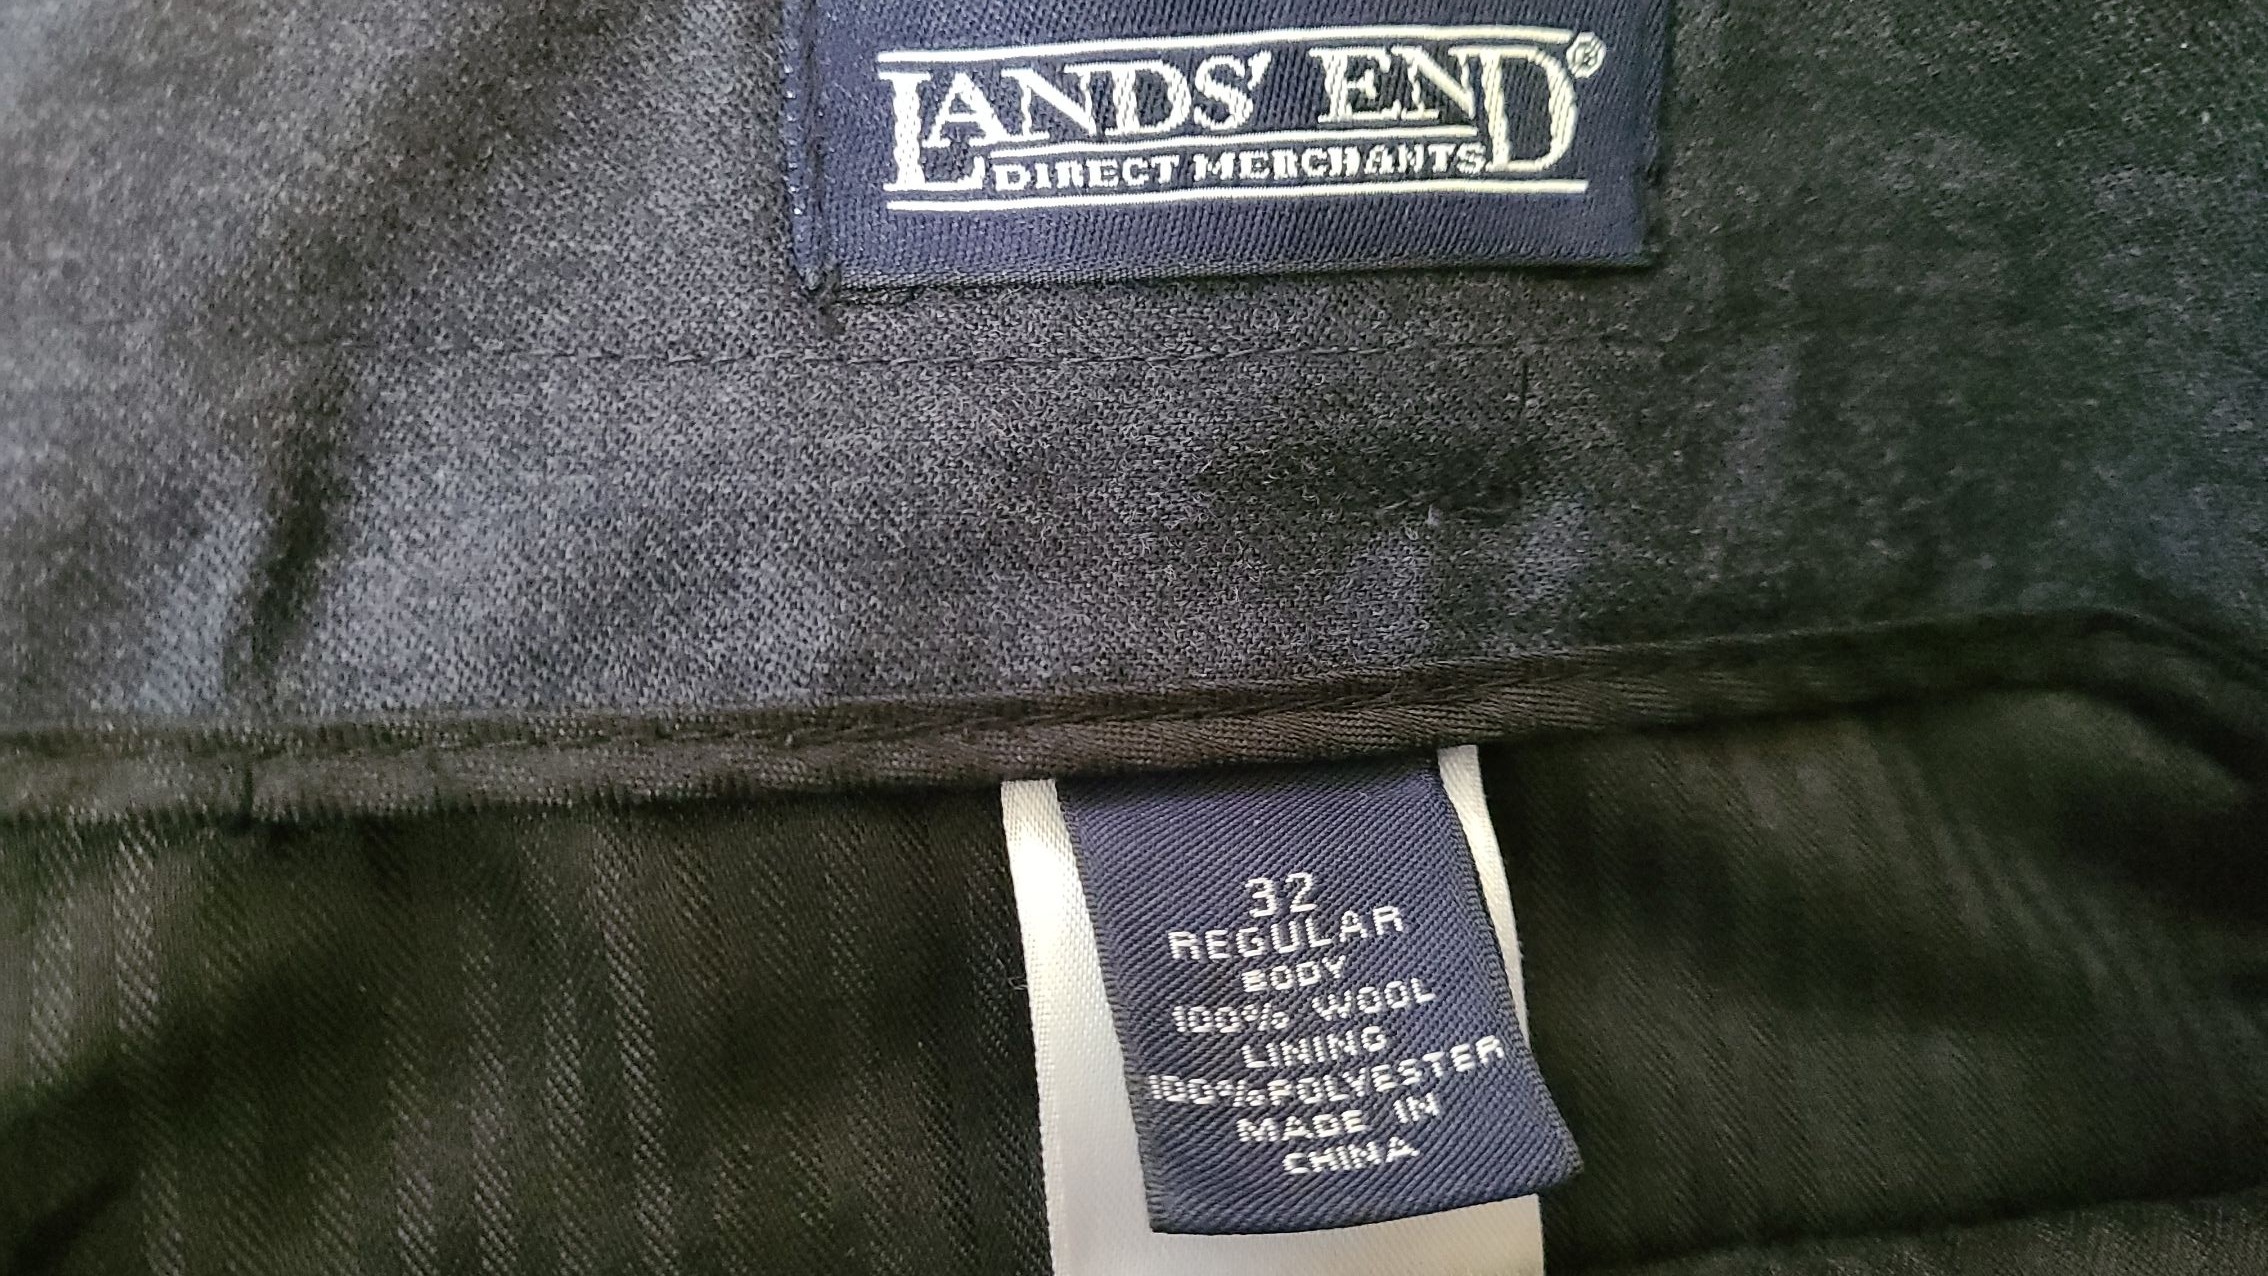 LANDS' END®
DIRECT MERCHANTS
32
REGULAR
BODY
100% WOOL
LINING
100%POLYESTER
MADE IN
CHINA